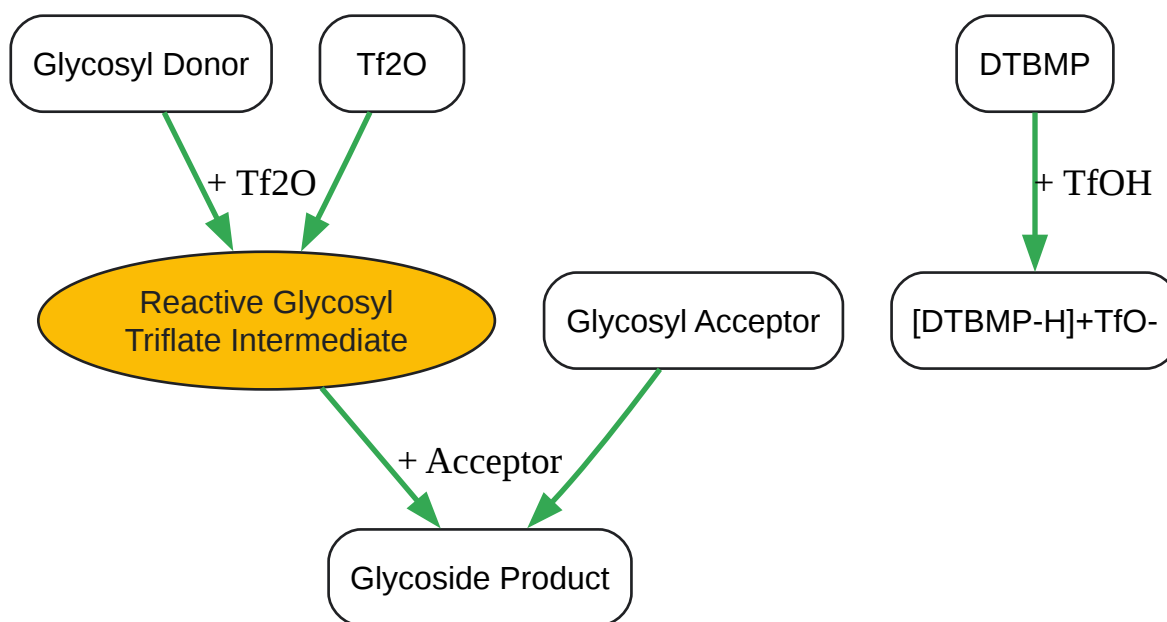 Glycosyl Donor
Tf2O
DTBMP
+ Tf2O
+ TfOH
Reactive Glycosyl
Triflate Intermediate
Glycosyl Acceptor
[DTBMP-H]+TfO-
+ Acceptor
Glycoside Product